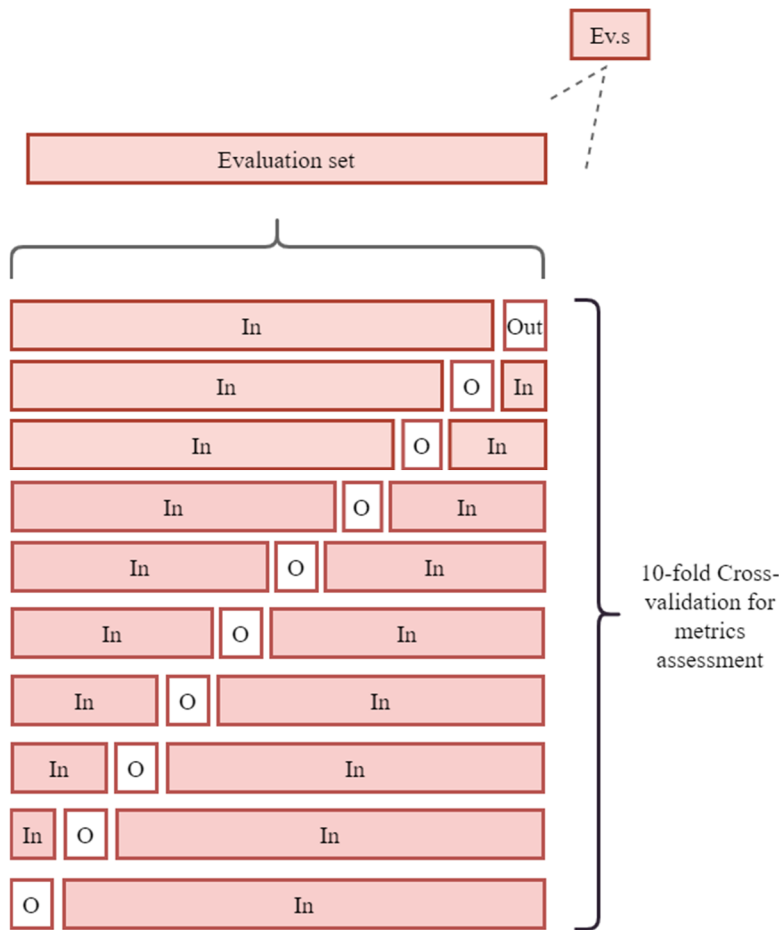 Ev.s
Evaluation set
In Out
In O In
In O In
In O In
In O In
In O In
In O In
In O In
In O In
O In
10-fold Cross-
validation for
metrics
assessment